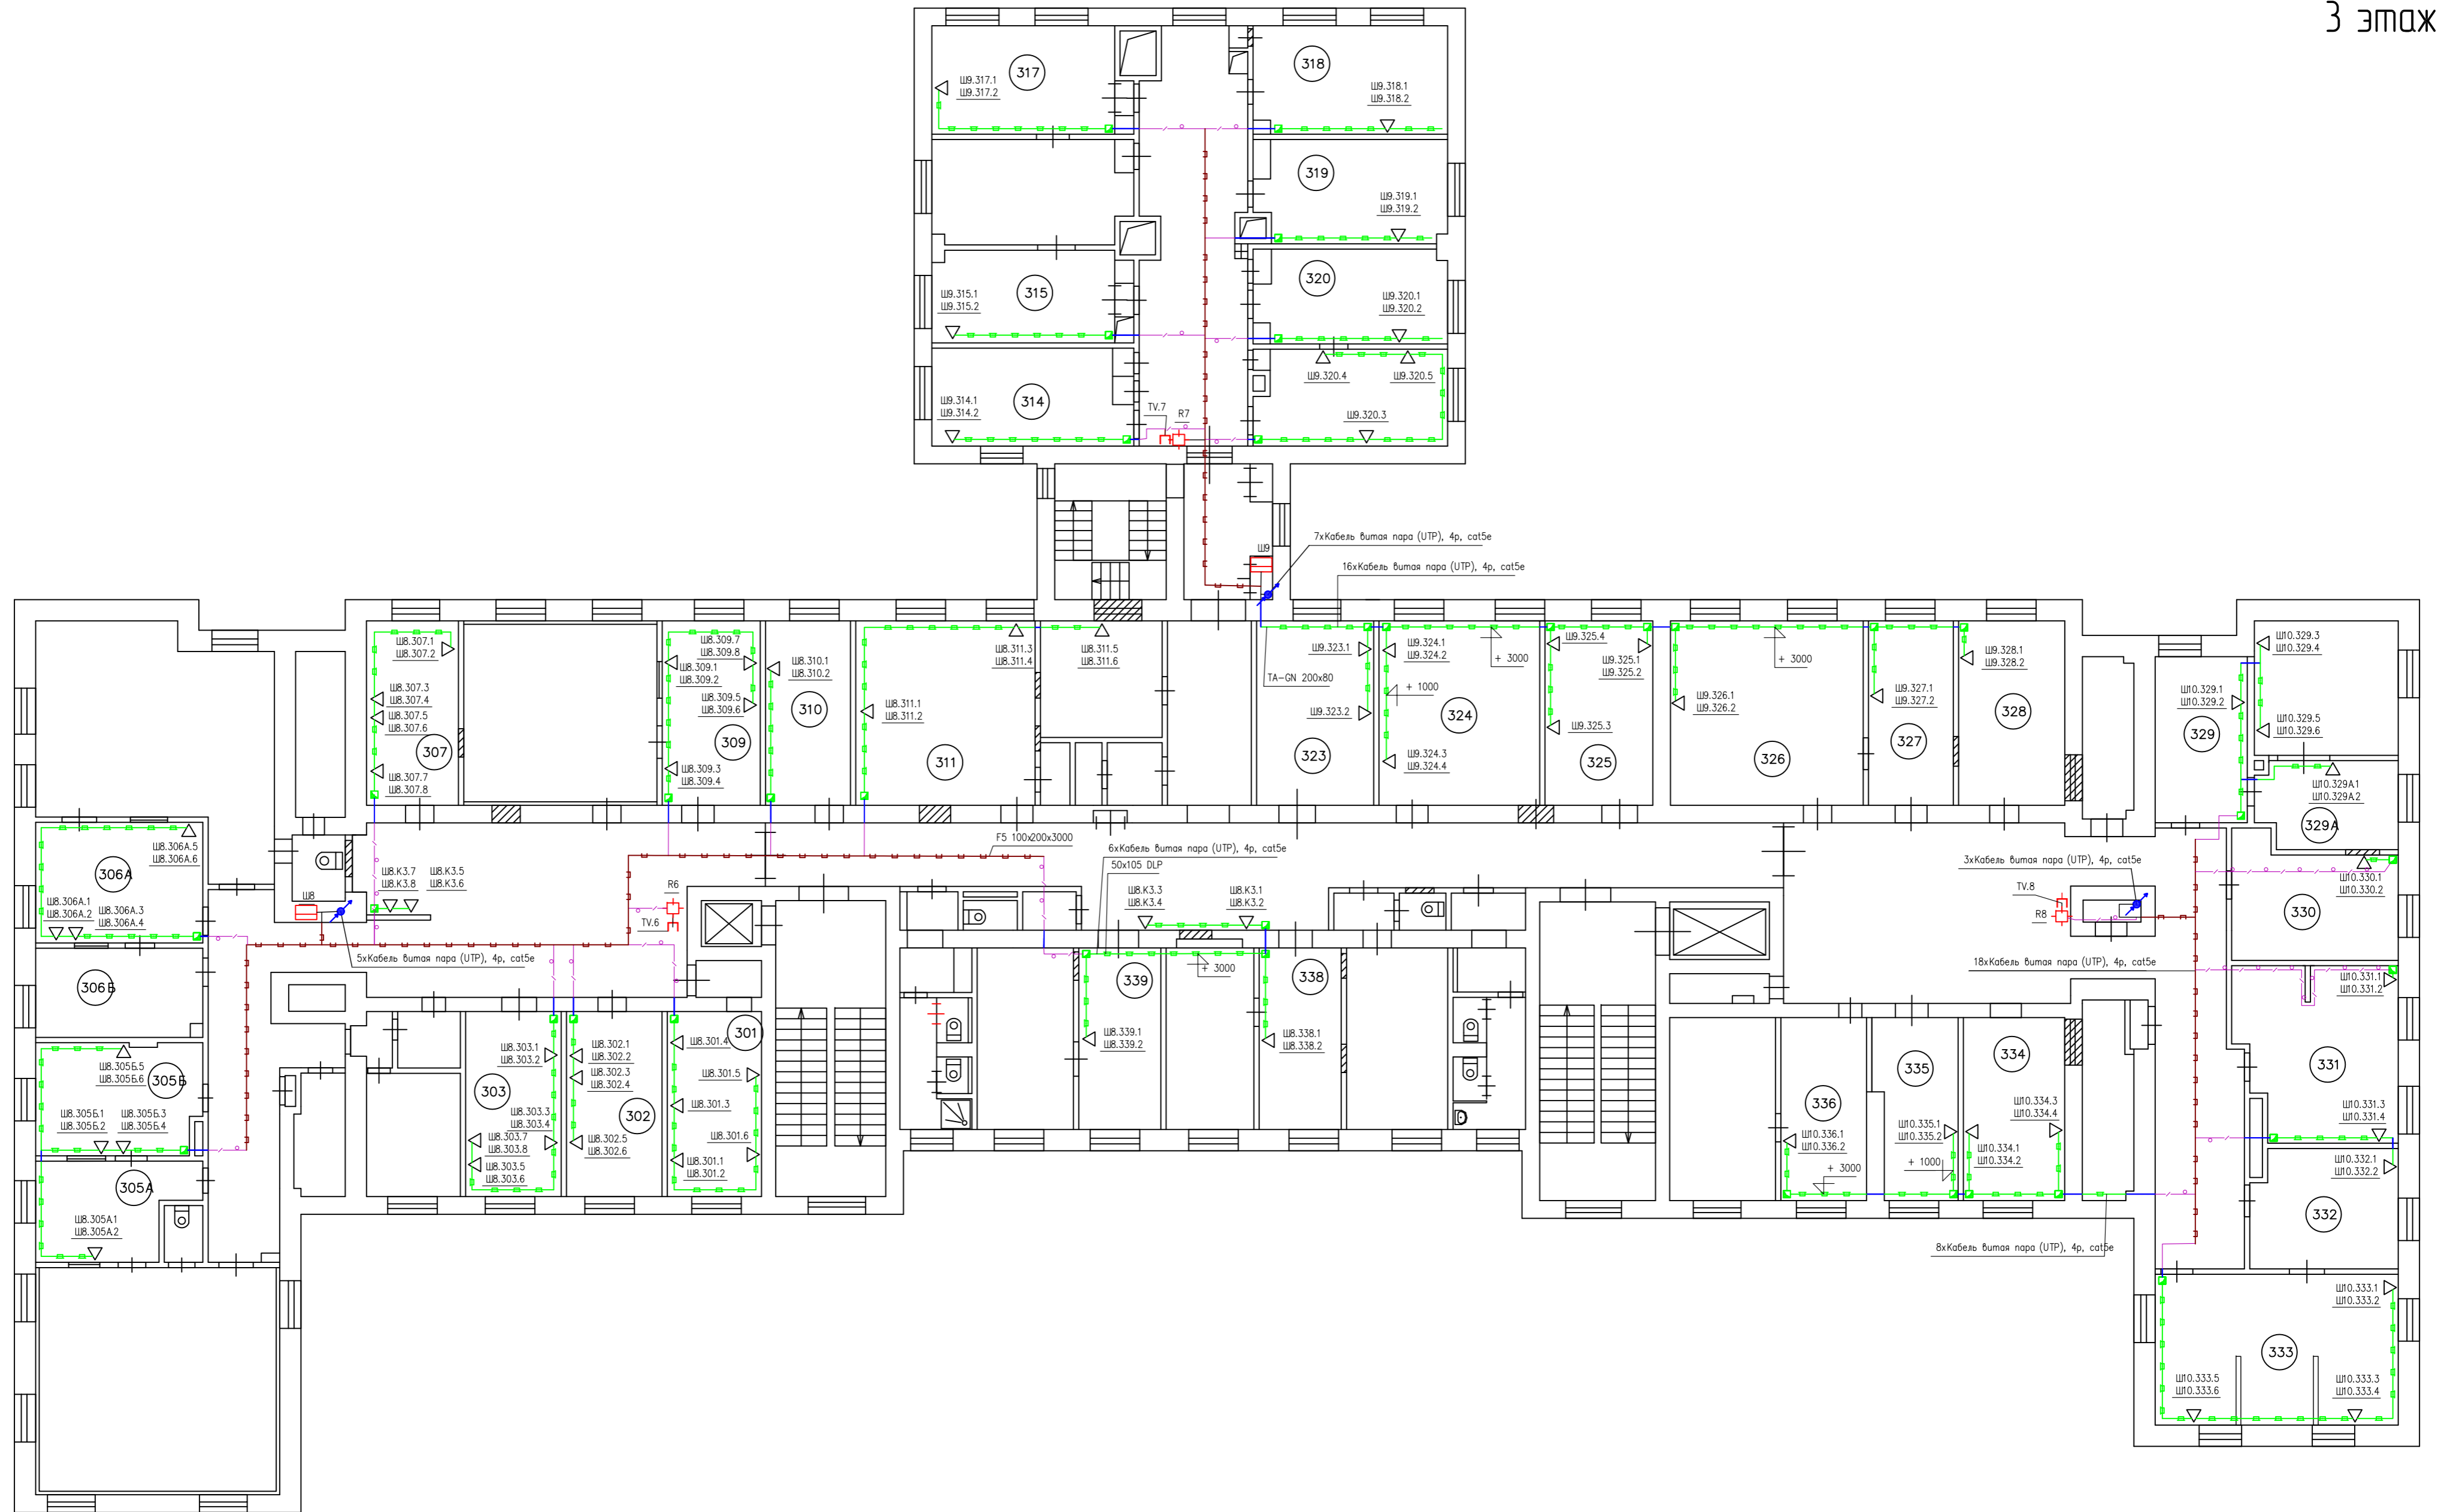 3 этаж
317
Ш9.317.1
Ш9.317.2
318
Ш9.318.1
Ш9.318.2
319
Ш9.319.1
Ш9.319.2
315
Ш9.315.1
Ш9.315.2
320
Ш9.320.1
Ш9.320.2
314
Ш9.314.1
Ш9.314.2
TV.7
R7
Ш9.320.4
Ш9.320.5
Ш9.320.3
7xКабель витая пара (UTP), 4р, cat5e
Ш9
16xКабель витая пара (UTP), 4р, cat5e
Ш8.307.1
Ш8.307.2
Ш8.307.3
Ш8.307.4
Ш8.307.5
Ш8.307.6
307
Ш8.307.7
Ш8.307.8
Ш8.309.7
Ш8.309.8
Ш8.309.1
Ш8.309.2
Ш8.309.5
Ш8.309.6
309
Ш8.309.3
Ш8.309.4
Ш8.310.1
Ш8.310.2
310
Ш8.311.3
Ш8.311.4
Ш8.311.1
Ш8.311.2
311
Ш8.311.5
Ш8.311.6
Ш9.323.1
TA-GN 200x80
Ш9.323.2
323
Ш9.324.1
Ш9.324.2
+ 3000
+ 1000
324
Ш9.324.3
Ш9.324.4
Ш9.325.4
Ш9.325.1
Ш9.325.2
Ш9.325.3
325
+ 3000
Ш9.326.1
Ш9.326.2
326
Ш9.327.1
Ш9.327.2
327
Ш9.328.1
Ш9.328.2
328
Ш10.329.3
Ш10.329.4
Ш10.329.1
Ш10.329.2
329
Ш10.329.5
Ш10.329.6
Ш10.329А.1
Ш10.329А.2
329А
F5 100x200x3000
6xКабель витая пара (UTP), 4р, cat5e
50x105 DLP
3xКабель витая пара (UTP), 4р, cat5e
Ш8.306А.5
Ш8.306А.6
306А
Ш8.306А.1
Ш8.306А.2
Ш8.306А.3
Ш8.306А.4
Ш8
Ш8.К3.7
Ш8.К3.8
Ш8.К3.5
Ш8.К3.6
R6
TV.6
Ш8.К3.3
Ш8.К3.4
Ш8.К3.1
Ш8.К3.2
TV.8
R8
Ш10.330.1
Ш10.330.2
330
5xКабель витая пара (UTP), 4р, cat5e
18xКабель витая пара (UTP), 4р, cat5e
306Б
339
+ 3000
338
Ш10.331.1
Ш10.331.2
Ш8.305Б.5
Ш8.305Б.6
305Б
Ш8.305Б.1
Ш8.305Б.2
Ш8.305Б.3
Ш8.305Б.4
305А
Ш8.305А.1
Ш8.305А.2
Ш8.303.1
Ш8.303.2
303
Ш8.303.3
Ш8.303.4
Ш8.303.7
Ш8.303.8
Ш8.303.5
Ш8.303.6
Ш8.302.1
Ш8.302.2
Ш8.302.3
Ш8.302.4
302
Ш8.302.5
Ш8.302.6
301
Ш8.301.4
Ш8.301.5
Ш8.301.3
Ш8.301.6
Ш8.301.1
Ш8.301.2
Ш8.339.1
Ш8.339.2
Ш8.338.1
Ш8.338.2
336
Ш10.336.1
Ш10.336.2
+ 3000
335
Ш10.335.1
Ш10.335.2
+ 1000
334
Ш10.334.3
Ш10.334.4
Ш10.334.1
Ш10.334.2
331
Ш10.331.3
Ш10.331.4
Ш10.332.1
Ш10.332.2
332
8xКабель витая пара (UTP), 4р, cat5e
Ш10.333.1
Ш10.333.2
333
Ш10.333.5
Ш10.333.6
Ш10.333.3
Ш10.333.4